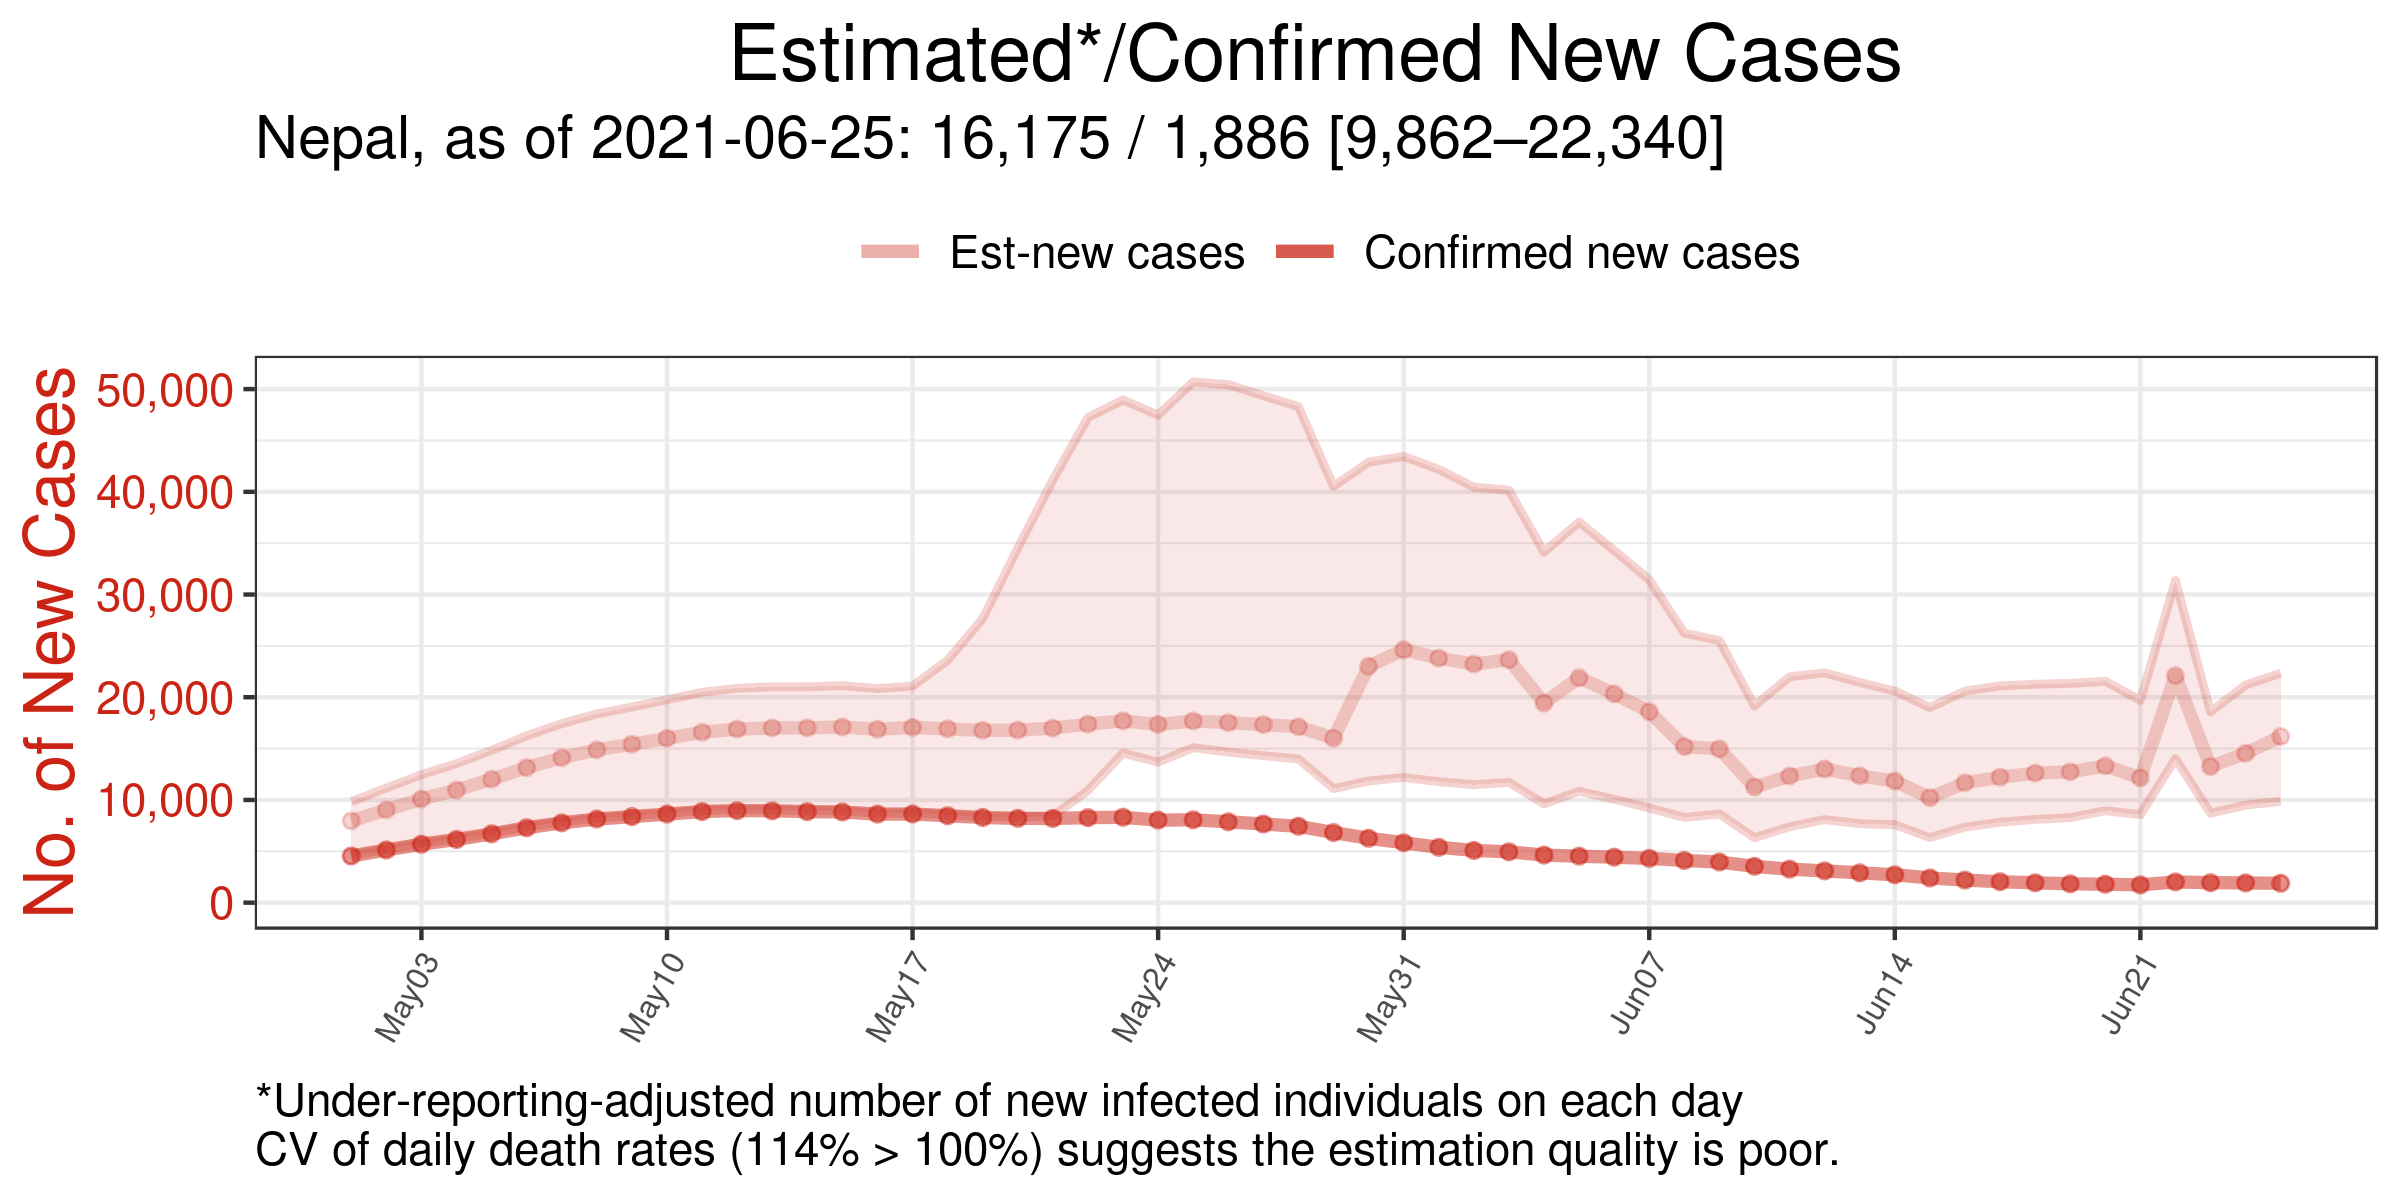 Estimated*/Confirmed New Cases
Nepal, as of 2021-06-25: 16,175 / 1,886 [9,862–22,340]
Est-new cases Confirmed new cases
No. of New Cases
50,000
40,000
30,000
20,000
10,000
0
May03 May10 May17 May24 May31 Jun07 Jun14 Jun21
*Under-reporting-adjusted number of new infected individuals on each day
CV of daily death rates (114% > 100%) suggests the estimation quality is poor.